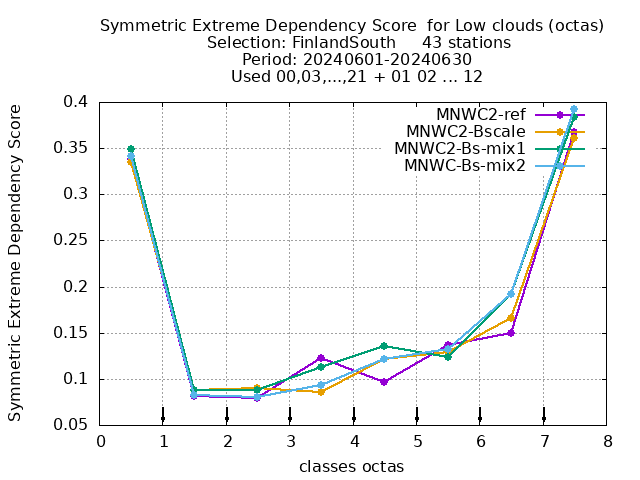 Symmetric Extreme Dependency Score  for Low clouds (octas)
Selection: FinlandSouth     43 stations
Period: 20240601-20240630
Used 00,03,...,21 + 01 02 ... 12
MNWC2-ref
MNWC2-Bscale
MNWC2-Bs-mix1
MNWC-Bs-mix2
Symmetric Extreme Dependency Score
0.4
0.35
0.3
0.25
0.2
0.15
0.1
0.05
0 1 2 3 4 5 6 7 8
classes octas